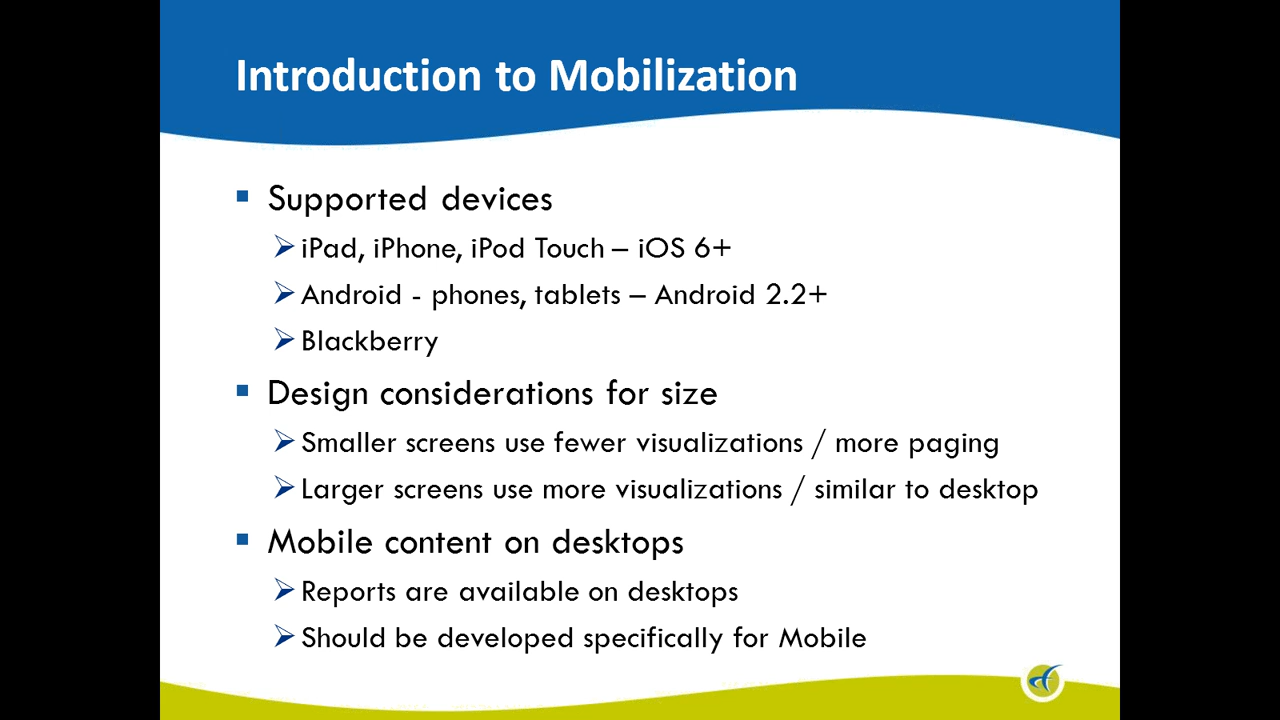 Introduction to Mobilization
Supported devices
iPad, iPhone, iPod Touch – iOS 6+
Android - phones, tablets – Android 2.2+
Blackberry
Design considerations for size
Smaller screens use fewer visualizations / more paging
Larger screens use more visualizations / similar to desktop
Mobile content on desktops
Reports are available on desktops
Should be developed specifically for Mobile